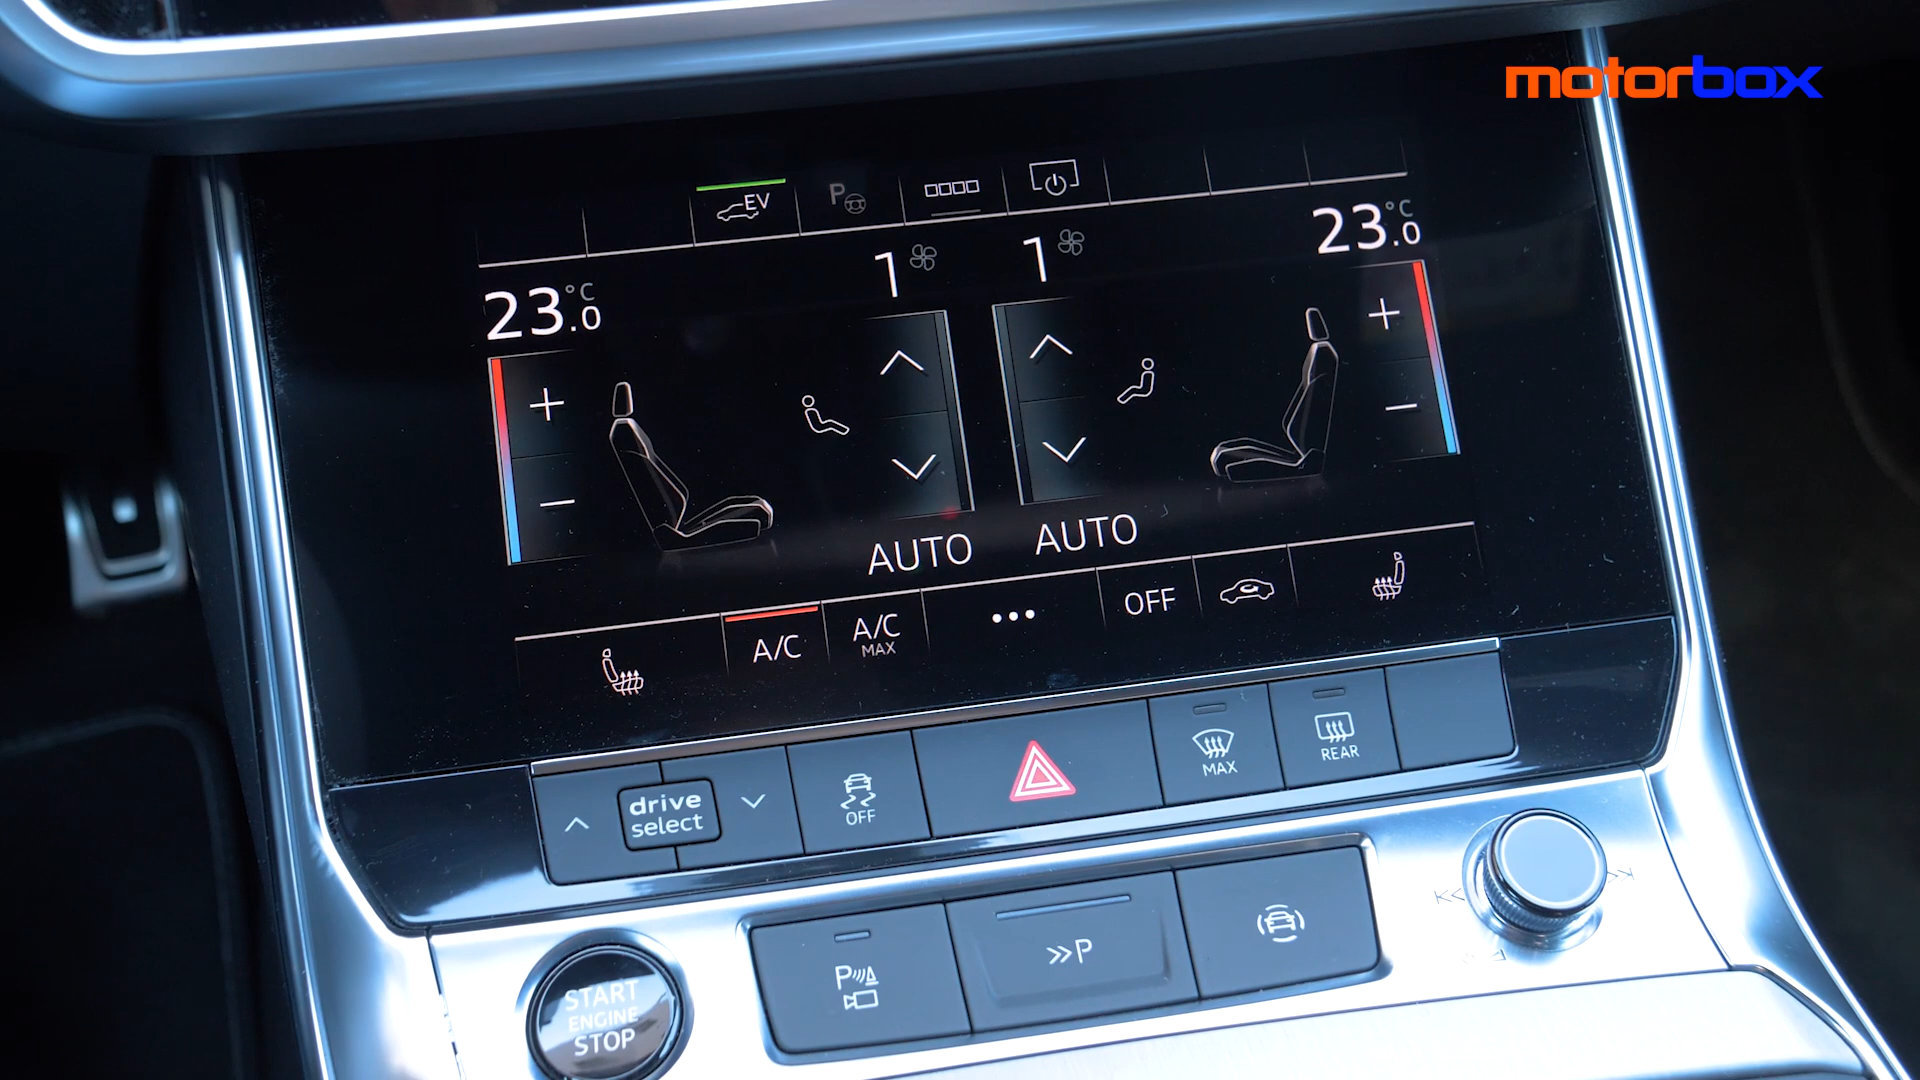 motorbox
EV
P
1
1
23.0 °C
23.0 °C
AUTO
AUTO
A/C
A/C
MAX
OFF
drive
select
OFF
MAX
REAR
P
»P
START
ENGINE
STOP